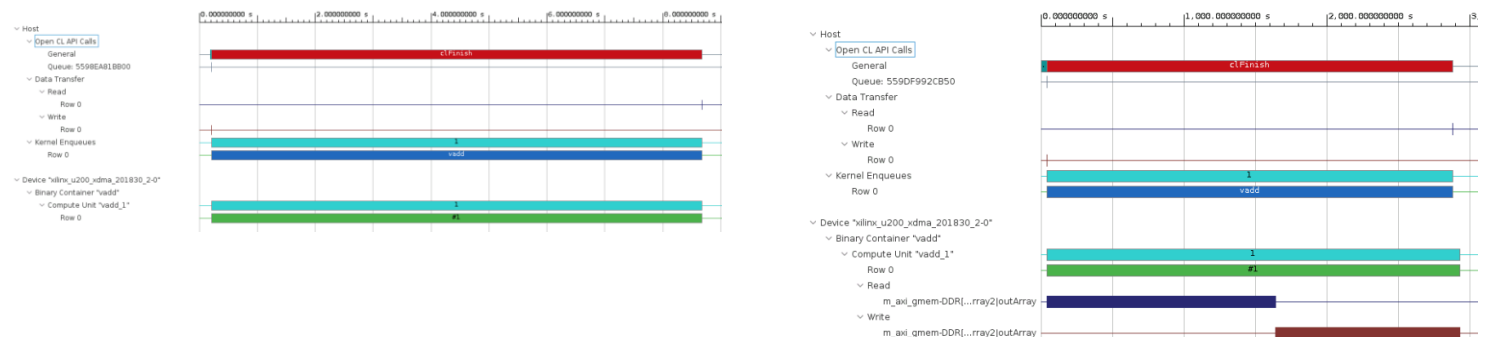 0.000000000 s 2.000000000 s 4.000000000 s 6.000000000 s 8.000000000 s
Host
Open CL API Calls
General clFinish
Queue: 5598EA81BB00
Data Transfer
Read
Row 0
Write
Row 0
Kernel Enqueues 1
Row 0 vadd
Device "xilinx_u200_xdma_201830_2-0"
Binary Container "vadd"
Compute Unit "vadd_1" 1
Row 0 #1
0.000000000 s 1,000.000000000 s 2,000.000000000 s 3,
Host
Open CL API Calls
General clFinish
Queue: 559DF992CB50
Data Transfer
Read
Row 0
Write
Row 0
Kernel Enqueues 1
Row 0 vadd
Device "xilinx_u200_xdma_201830_2-0"
Binary Container "vadd"
Compute Unit "vadd_1" 1
Row 0 #1
Read
m_axi_gmem-DDR[...rray2|outArray
Write
m_axi_gmem-DDR[...rray2|outArray